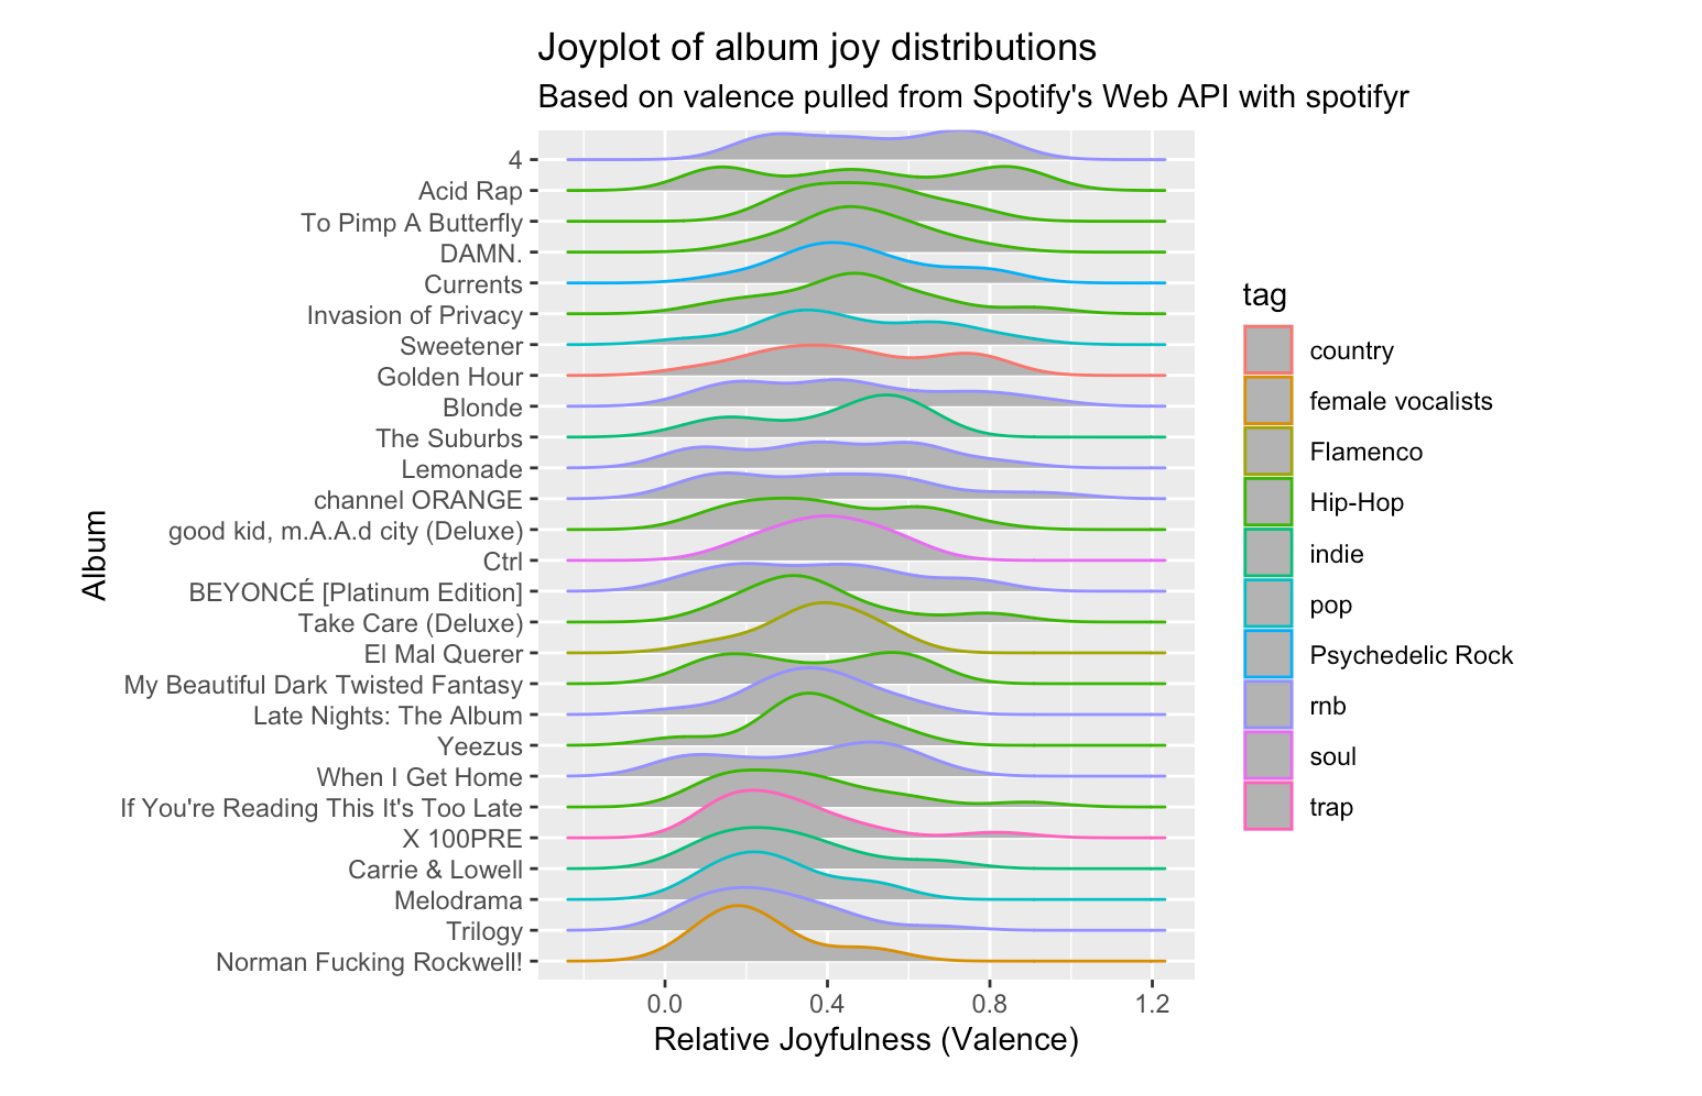 Joyplot of album joy distributions
Based on valence pulled from Spotify's Web API with spotifyr
Album
4
Acid Rap
To Pimp A Butterfly
DAMN.
Currents
Invasion of Privacy
Sweetener
Golden Hour
Blonde
The Suburbs
Lemonade
channel ORANGE
good kid, m.A.A.d city (Deluxe)
Ctrl
BEYONCÉ [Platinum Edition]
Take Care (Deluxe)
El Mal Querer
My Beautiful Dark Twisted Fantasy
Late Nights: The Album
Yeezus
When I Get Home
If You're Reading This It's Too Late
X 100PRE
Carrie & Lowell
Melodrama
Trilogy
Norman Fucking Rockwell!
0.0 0.4 0.8 1.2
Relative Joyfulness (Valence)
tag
country
female vocalists
Flamenco
Hip-Hop
indie
pop
Psychedelic Rock
rnb
soul
trap